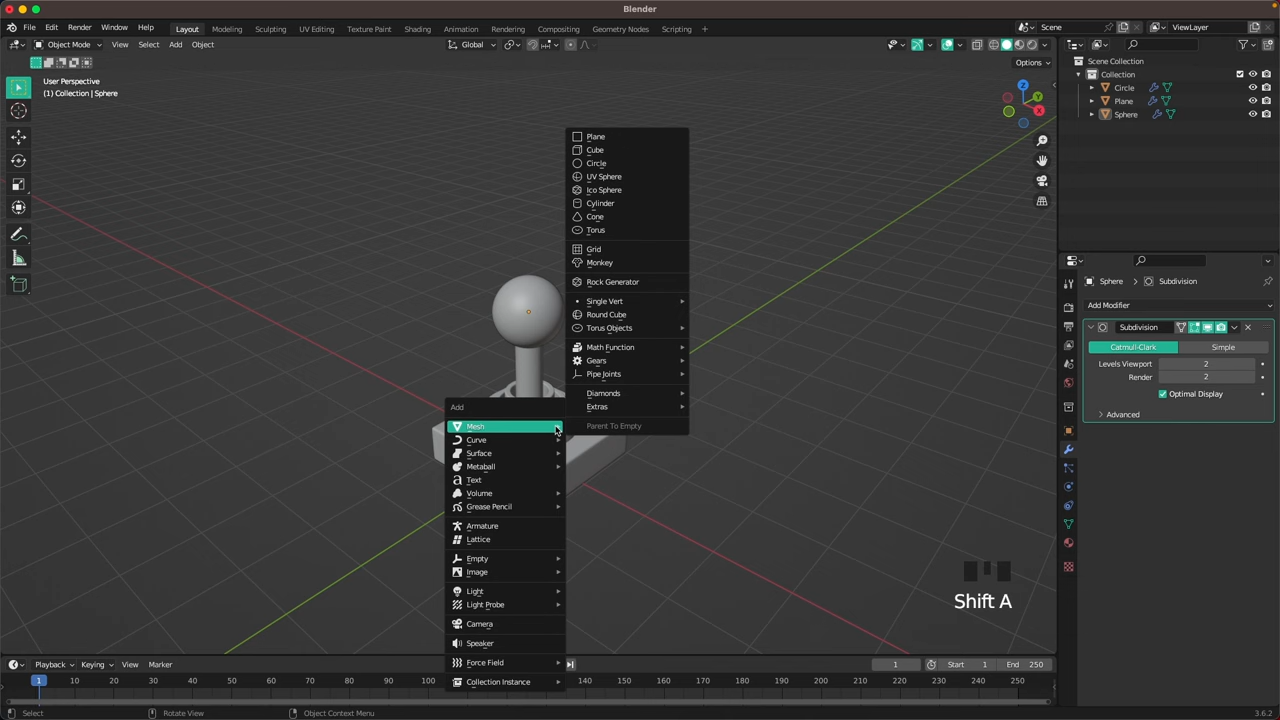 Blender
File Edit Render Window Help
Layout Modeling Sculpting UV Editing Texture Paint Shading Animation Rendering Compositing Geometry Nodes Scripting
Scene
ViewLayer
Object Mode View Select Add Object
Global
Options
User Perspective
(1) Collection | Sphere
Z
Y
X
Scene Collection
Collection
Circle
Plane
Sphere
Plane
Cube
Circle
UV Sphere
Ico Sphere
Cylinder
Cone
Torus
Grid
Monkey
Rock Generator
Single Vert
Round Cube
Torus Objects
Math Function
Gears
Pipe Joints
Diamonds
Extras
Parent To Empty
Add
Mesh
Curve
Surface
Metaball
Text
Volume
Grease Pencil
Armature
Lattice
Empty
Image
Light
Light Probe
Camera
Speaker
Force Field
Collection Instance
Sphere Subdivision
Add Modifier
Subdivision
Catmull-Clark Simple
Levels Viewport 2
Render 2
Optimal Display
Advanced
Shift A
Playback Keying View Marker
1 Start 1 End 250
1 10 20 30 40 50 60 70 80 90 100 110 140 150 160 170 180 190 200 210 220 230 240 250
Select Rotate View Object Context Menu
3.6.2